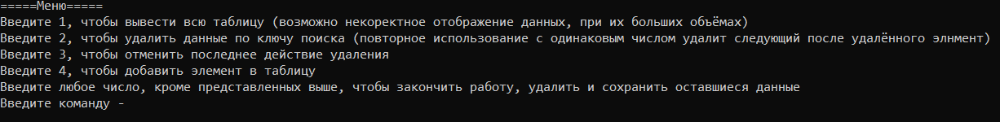 =====Меню=====
Введите 1, чтобы вывести всю таблицу (возможно некоректное отображение данных, при их больших объёмах)
Введите 2, чтобы удалить данные по ключу поиска (повторное использование с одинаковым числом удалит следующий после удалённого элнмент)
Введите 3, чтобы отменить последнее действие удаления
Введите 4, чтобы добавить элемент в таблицу
Введите любое число, кроме представленных выше, чтобы закончить работу, удалить и сохранить оставшиеся данные
Введите команду -